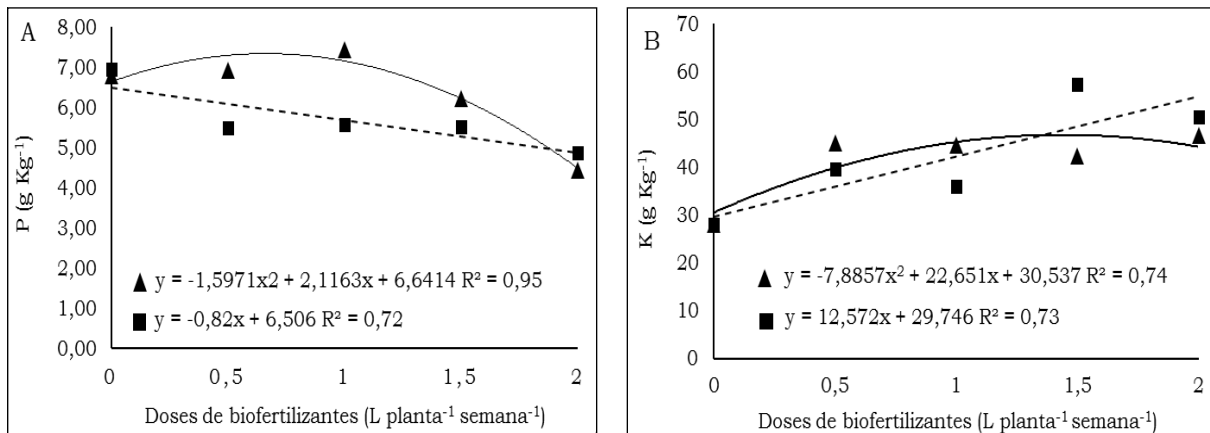 A
P (g Kg⁻¹)
8,00
7,00
6,00
5,00
4,00
3,00
2,00
1,00
0,00
▲ y = -1,5971x2 + 2,1163x + 6,6414 R² = 0,95
■ y = -0,82x + 6,506 R² = 0,72
0 0,5 1 1,5 2
Doses de biofertilizantes (L planta⁻¹ semana⁻¹)
B
K (g Kg⁻¹)
70
60
50
40
30
20
10
0
▲ y = -7,8857x² + 22,651x + 30,537 R² = 0,74
■ y = 12,572x + 29,746 R² = 0,73
0 0,5 1 1,5 2
Doses de biofertilizantes (L planta⁻¹ semana⁻¹)